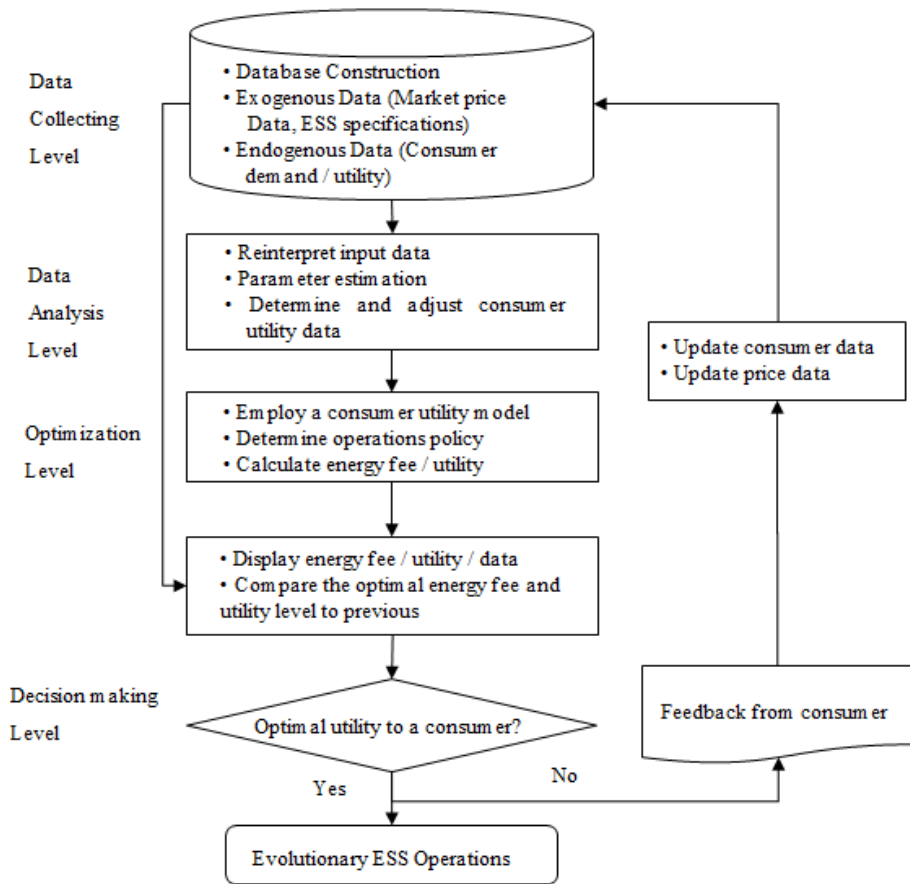 Data
Collecting
Level
• Database Construction
• Exogenous Data (Market price
Data, ESS specifications)
• Endogenous Data (Consumer
demand / utility)
Data
Analysis
Level
• Reinterpret input data
• Parameter estimation
• Determine and adjust consumer
utility data
• Update consumer data
• Update price data
Optimization
Level
• Employ a consumer utility model
• Determine operations policy
• Calculate energy fee / utility
• Display energy fee / utility / data
• Compare the optimal energy fee and
utility level to previous
Decision making
Level
Optimal utility to a consumer?
Feedback from consumer
Yes
No
Evolutionary ESS Operations